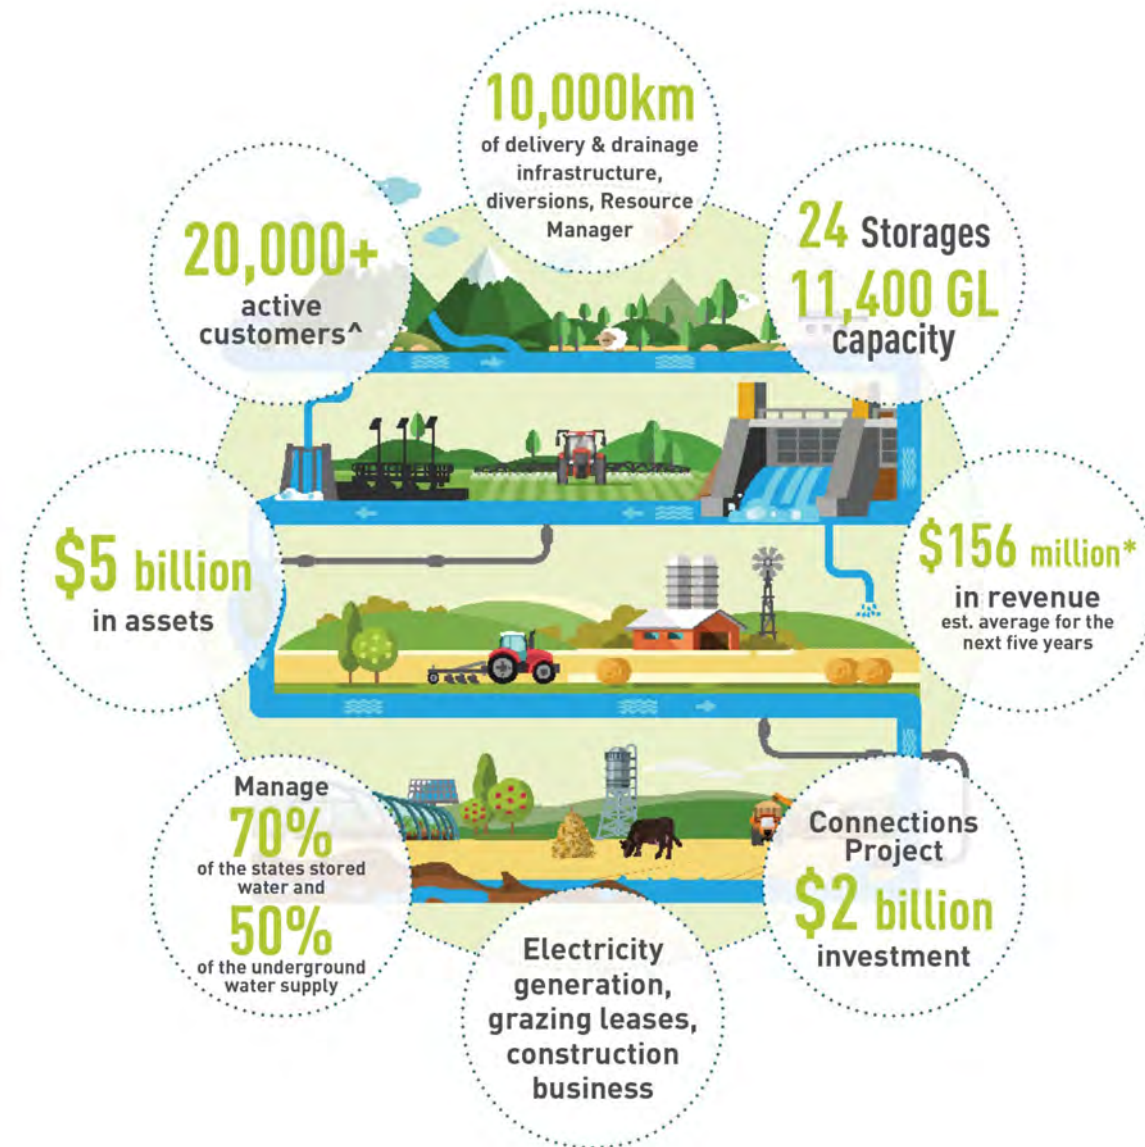 10,000km
of delivery & drainage
infrastructure,
diversions, Resource
Manager
20,000+
active
customers^
24 Storages
11,400 GL
capacity
$5 billion
in assets
$156 million*
in revenue
est. average for the
next five years
Manage
70%
of the states stored
water and
50%
of the underground
water supply
Connections
Project
$2 billion
investment
Electricity
generation,
grazing leases,
construction
business